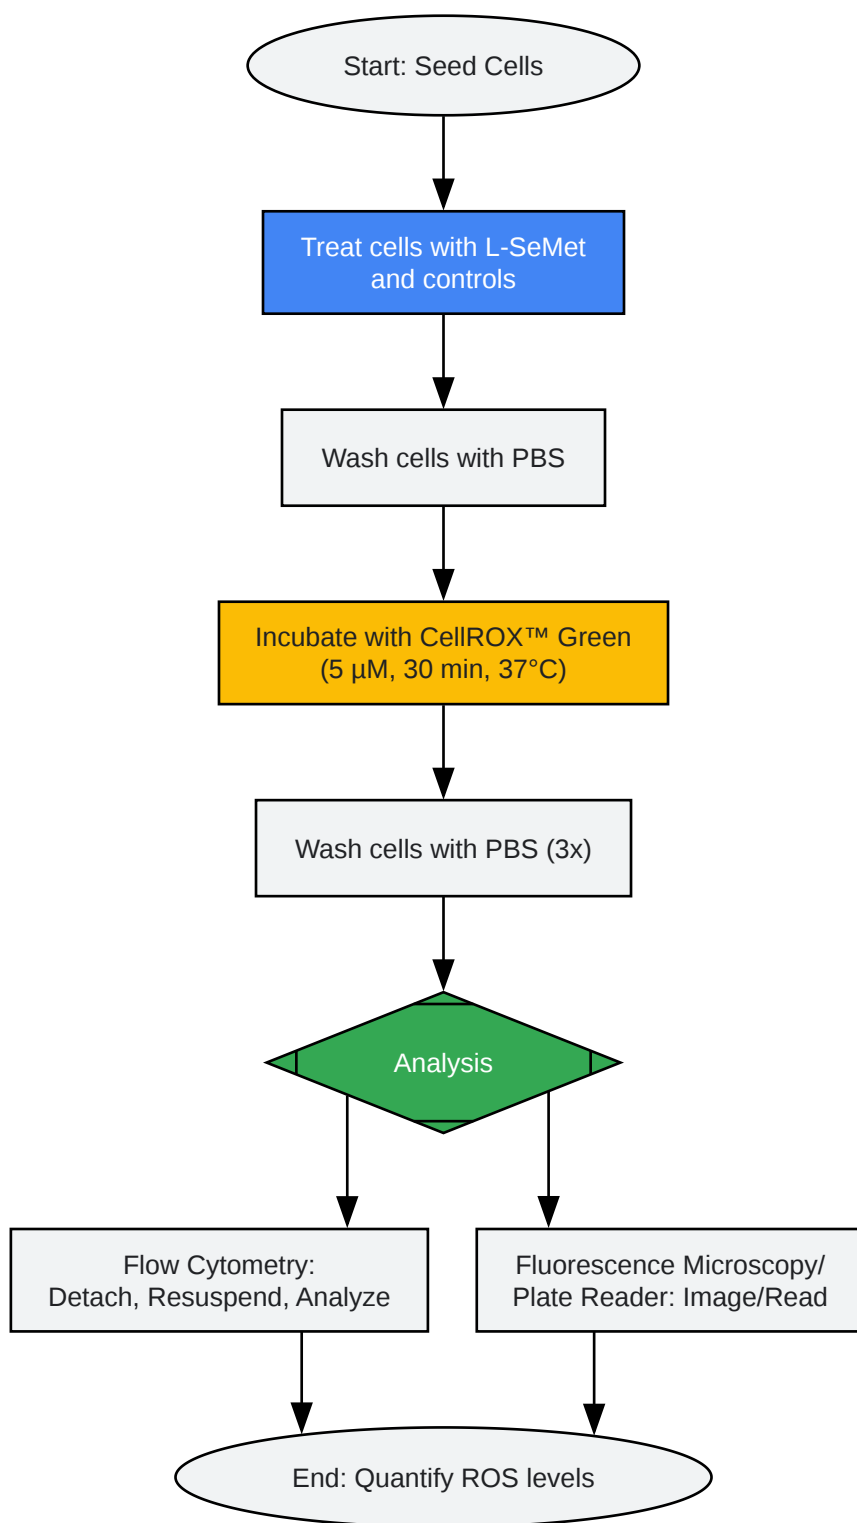 Start: Seed Cells
Treat cells with L-SeMet
and controls
Wash cells with PBS
Incubate with CellROX™ Green
(5 µM, 30 min, 37°C)
Wash cells with PBS (3x)
Analysis
Flow Cytometry:
Detach, Resuspend, Analyze
Fluorescence Microscopy/
Plate Reader: Image/Read
End: Quantify ROS levels